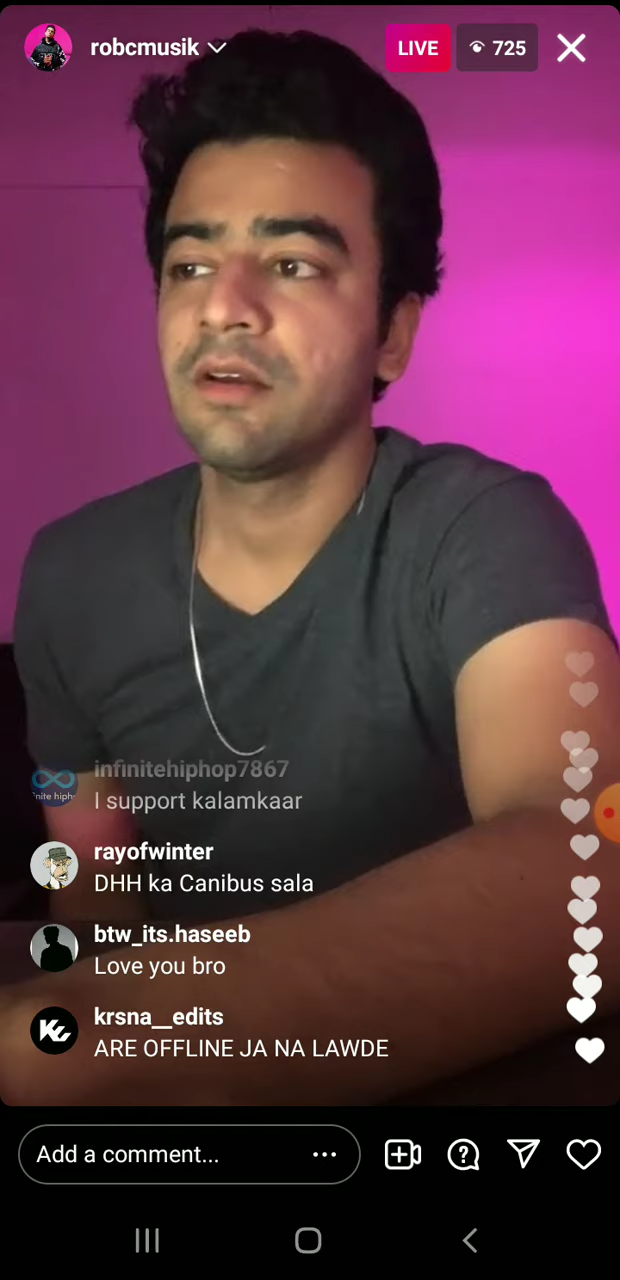 robcmusik
LIVE
725
infinitehiphop7867
I support kalamkaar
rayofwinter
DHH ka Canibus sala
btw_its.haseeb
Love you bro
krsna__edits
ARE OFFLINE JA NA LAWDE
Add a comment...